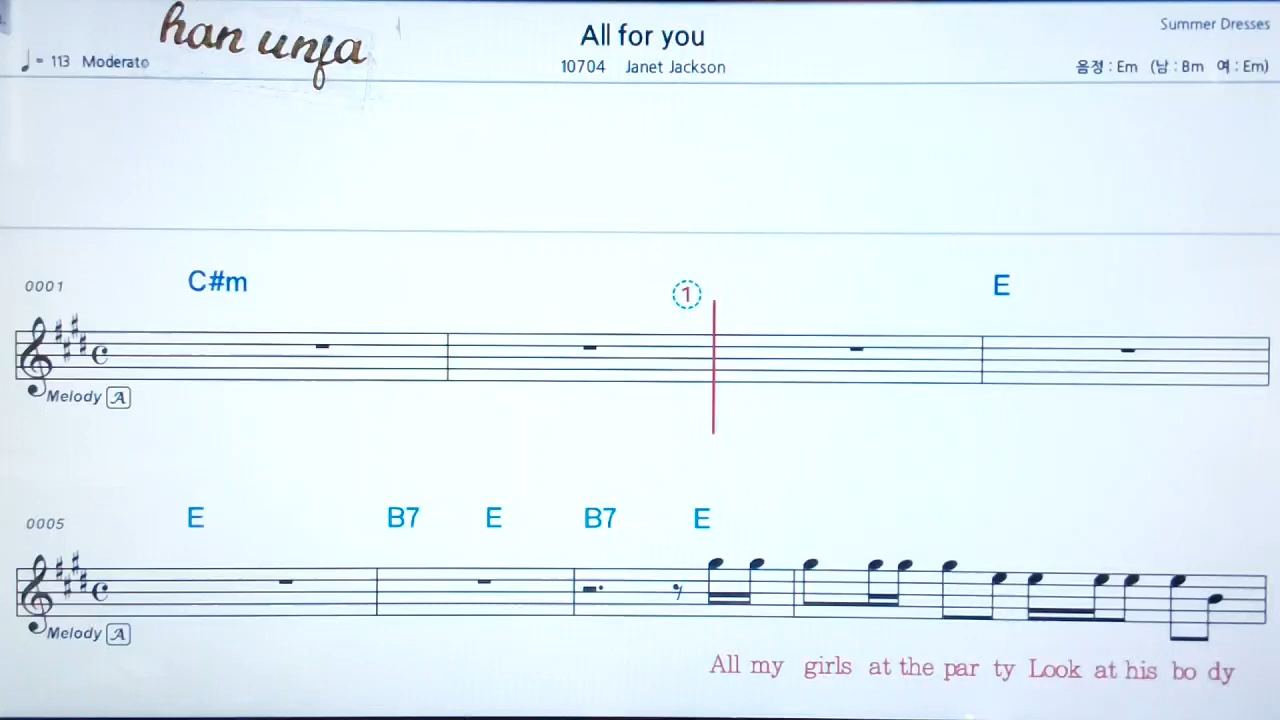 han unfa
All for you
Summer Dresses
♩= 113 Moderato
10704 Janet Jackson
음정 : Em (남 : Bm 여 : Em)
0001 C#m 1 E
Melody A
0005 E B7 E B7 E
Melody A
All my girls at the par ty Look at his bo dy